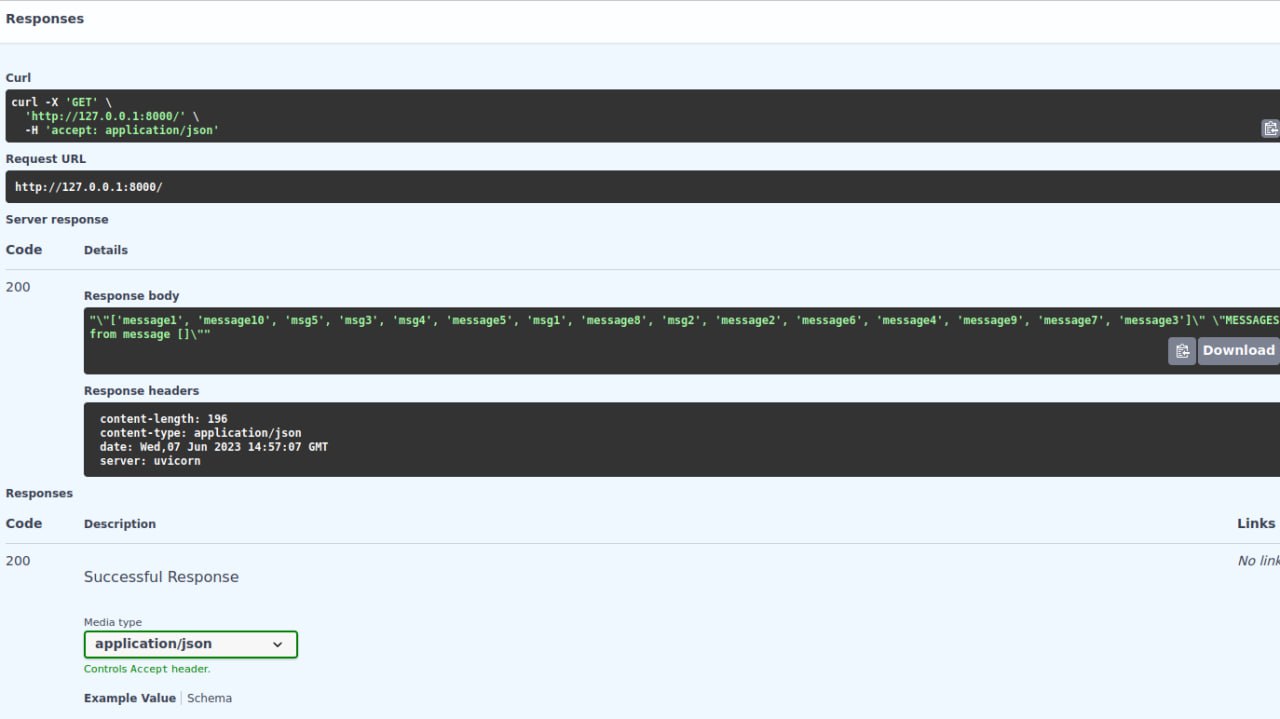 Responses
Curl
curl -X 'GET' \
'http://127.0.0.1:8000/' \
-H 'accept: application/json'
Request URL
http://127.0.0.1:8000/
Server response
Code Details
200
Response body
"\"['message1', 'message10', 'msg5', 'msg3', 'msg4', 'message5', 'msg1', 'message8', 'msg2', 'message2', 'message6', 'message4', 'message9', 'message7', 'message3']\" \"MESSAGES
from message []\""
Download
Response headers
content-length: 196
content-type: application/json
date: Wed,07 Jun 2023 14:57:07 GMT
server: uvicorn
Responses
Code Description Links
200 No link
Successful Response
Media type
application/json
Controls Accept header.
Example Value Schema